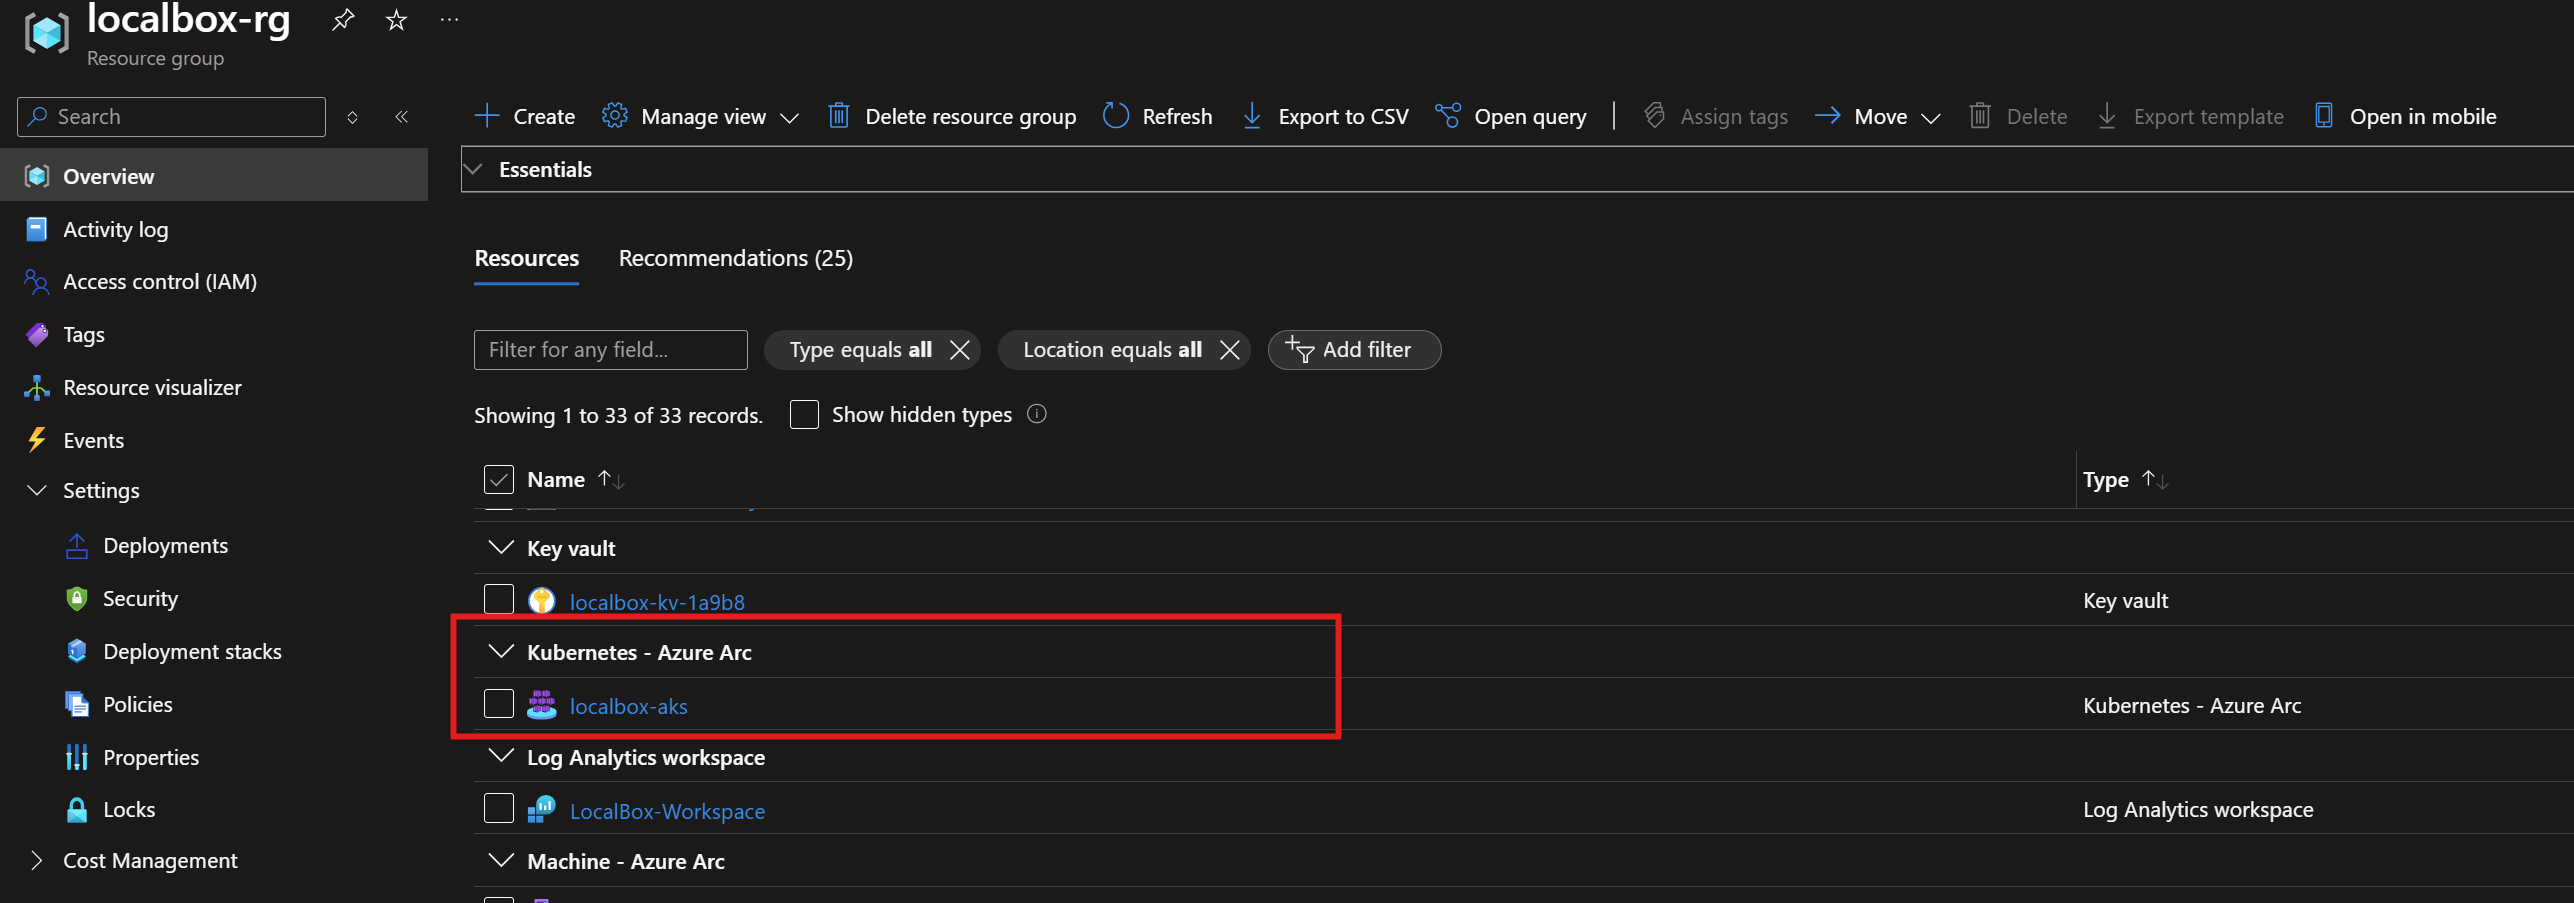 localbox-rg
Resource group
Search
Create Manage view Delete resource group Refresh Export to CSV Open query Assign tags Move Delete Export template Open in mobile
Essentials
Overview
Activity log
Access control (IAM)
Tags
Resource visualizer
Events
Settings
Deployments
Security
Deployment stacks
Policies
Properties
Locks
Cost Management
Resources Recommendations (25)
Filter for any field... Type equals all Location equals all Add filter
Showing 1 to 33 of 33 records. Show hidden types
Name Type
Key vault
localbox-kv-1a9b8 Key vault
Kubernetes - Azure Arc
localbox-aks Kubernetes - Azure Arc
Log Analytics workspace
LocalBox-Workspace Log Analytics workspace
Machine - Azure Arc